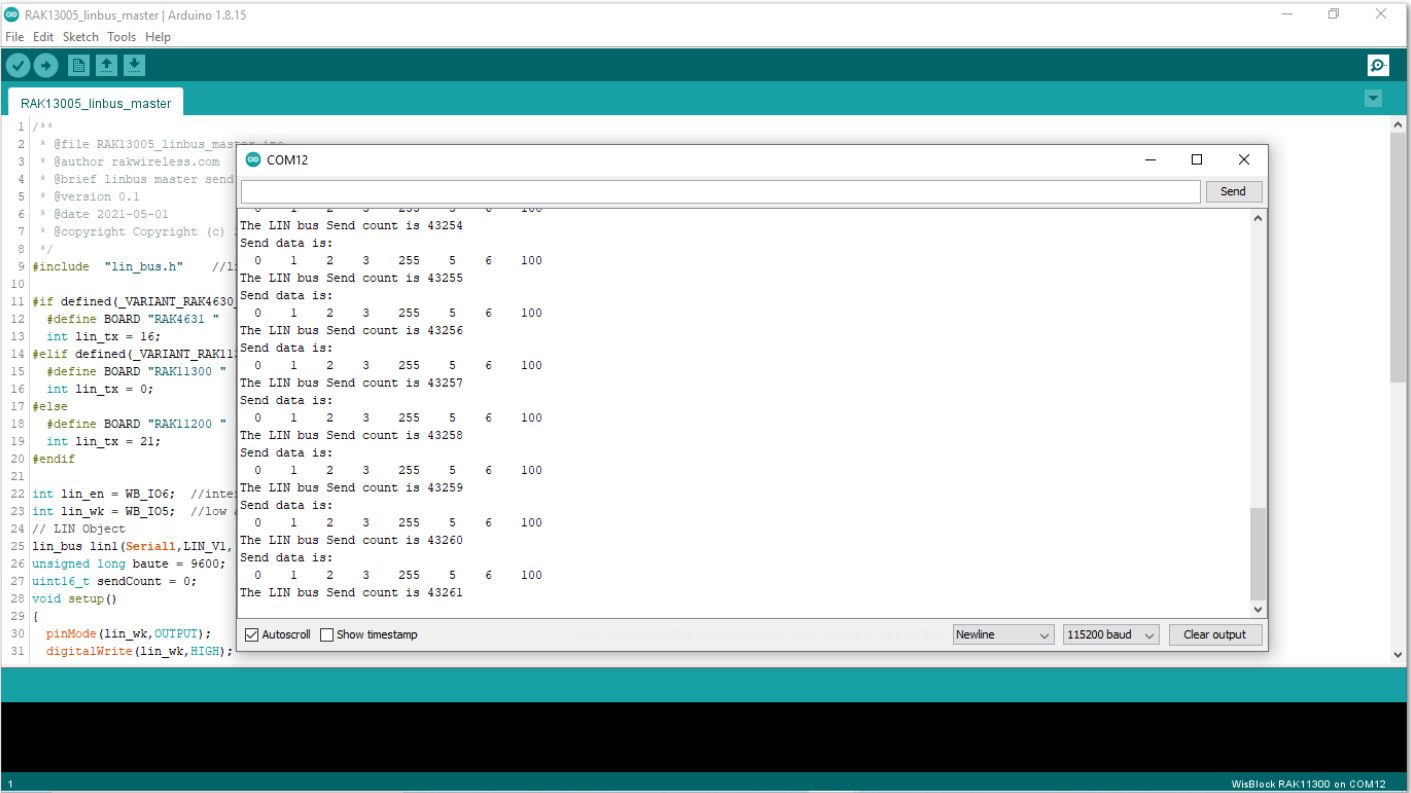 RAK13005_linbus_master | Arduino 1.8.15
File Edit Sketch Tools Help
RAK13005_linbus_master
1 /**
2 * @file RAK13005_linbus_master.ino
3 * @author rakwireless.com
4 * @brief linbus master send
5 * @version 0.1
6 * @date 2021-05-01
7 * @copyright Copyright (c)
8 */
9 #include "lin_bus.h" //li
10
11 #if defined(_VARIANT_RAK4630_
12 #define BOARD "RAK4631 "
13 int lin_tx = 16;
14 #elif defined(_VARIANT_RAK113
15 #define BOARD "RAK11300 "
16 int lin_tx = 0;
17 #else
18 #define BOARD "RAK11200 "
19 int lin_tx = 21;
20 #endif
21
22 int lin_en = WB_IO6; //inte
23 int lin_wk = WB_IO5; //low
24 // LIN Object
25 lin_bus lin1(Serial1,LIN_V1,
26 unsigned long baute = 9600;
27 uint16_t sendCount = 0;
28 void setup()
29 {
30 pinMode(lin_wk,OUTPUT);
31 digitalWrite(lin_wk,HIGH);
COM12
Send
0 1 2 3 255 5 6 100
The LIN bus Send count is 43254
Send data is:
0 1 2 3 255 5 6 100
The LIN bus Send count is 43255
Send data is:
0 1 2 3 255 5 6 100
The LIN bus Send count is 43256
Send data is:
0 1 2 3 255 5 6 100
The LIN bus Send count is 43257
Send data is:
0 1 2 3 255 5 6 100
The LIN bus Send count is 43258
Send data is:
0 1 2 3 255 5 6 100
The LIN bus Send count is 43259
Send data is:
0 1 2 3 255 5 6 100
The LIN bus Send count is 43260
Send data is:
0 1 2 3 255 5 6 100
The LIN bus Send count is 43261
Autoscroll Show timestamp Newline 115200 baud Clear output
1 WisBlock RAK11300 on COM12